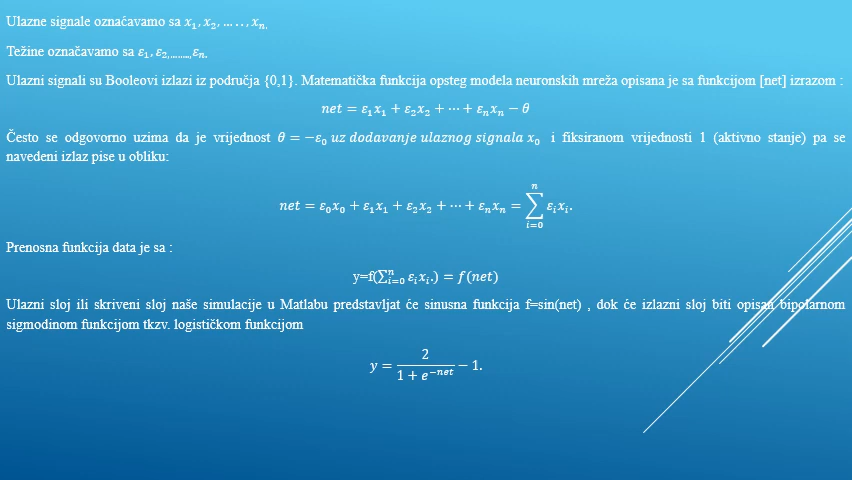 Ulazne signale označavamo sa x₁, x₂, … . . , xₙ,
Težine označavamo sa ε₁, ε₂,……..,εₙ.
Ulazni signali su Booleovi izlazi iz područja {0,1}. Matematička funkcija opsteg modela neuronskih mreža opisana je sa funkcijom [net] izrazom :
net = ε₁x₁ + ε₂x₂ + ⋯ + εₙxₙ − θ
Često se odgovorno uzima da je vrijednost θ = −ε₀ uz dodavanje ulaznog signala x₀ i fiksiranom vrijednosti 1 (aktivno stanje) pa se
navedeni izlaz pise u obliku:
net = ε₀x₀ + ε₁x₁ + ε₂x₂ + ⋯ + εₙxₙ = ∑ⁿᵢ₌₀ εᵢxᵢ.
Prenosna funkcija data je sa :
y=f(∑ⁿᵢ₌₀ εᵢxᵢ.) = f(net)
Ulazni sloj ili skriveni sloj naše simulacije u Matlabu predstavljat će sinusna funkcija f=sin(net) , dok će izlazni sloj biti opisan bipolarnom
sigmodinom funkcijom tkzv. logističkom funkcijom
y = 2 / (1 + e^(−net)) − 1.